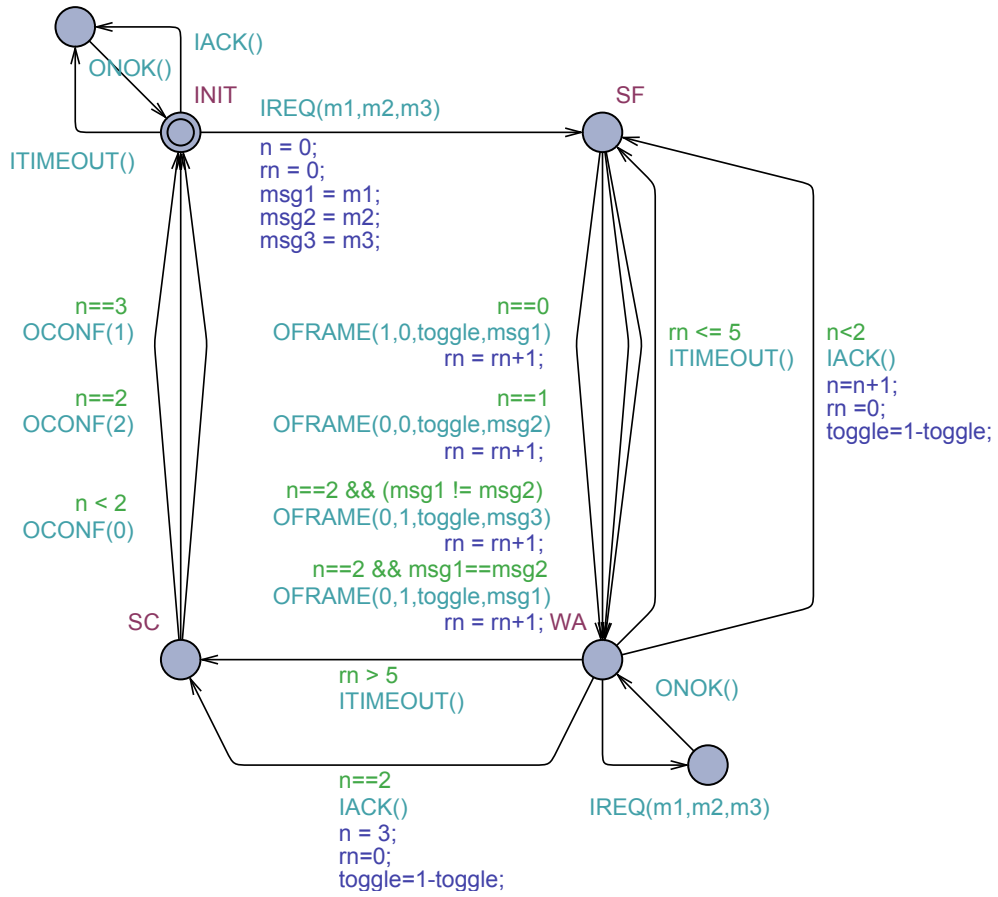 IACK()
ONOK()
INIT
SF
IREQ(m1,m2,m3)
ITIMEOUT()
n = 0;
rn = 0;
msg1 = m1;
msg2 = m2;
msg3 = m3;
n==3
OCONF(1)
n==2
OCONF(2)
n < 2
OCONF(0)
n==0
OFRAME(1,0,toggle,msg1)
rn = rn+1;
n==1
OFRAME(0,0,toggle,msg2)
rn = rn+1;
n==2 && (msg1 != msg2)
OFRAME(0,1,toggle,msg3)
rn = rn+1;
n==2 && msg1==msg2
OFRAME(0,1,toggle,msg1)
rn = rn+1;
rn <= 5
ITIMEOUT()
n<2
IACK()
n=n+1;
rn =0;
toggle=1-toggle;
SC
WA
rn > 5
ITIMEOUT()
ONOK()
n==2
IACK()
n = 3;
rn=0;
toggle=1-toggle;
IREQ(m1,m2,m3)